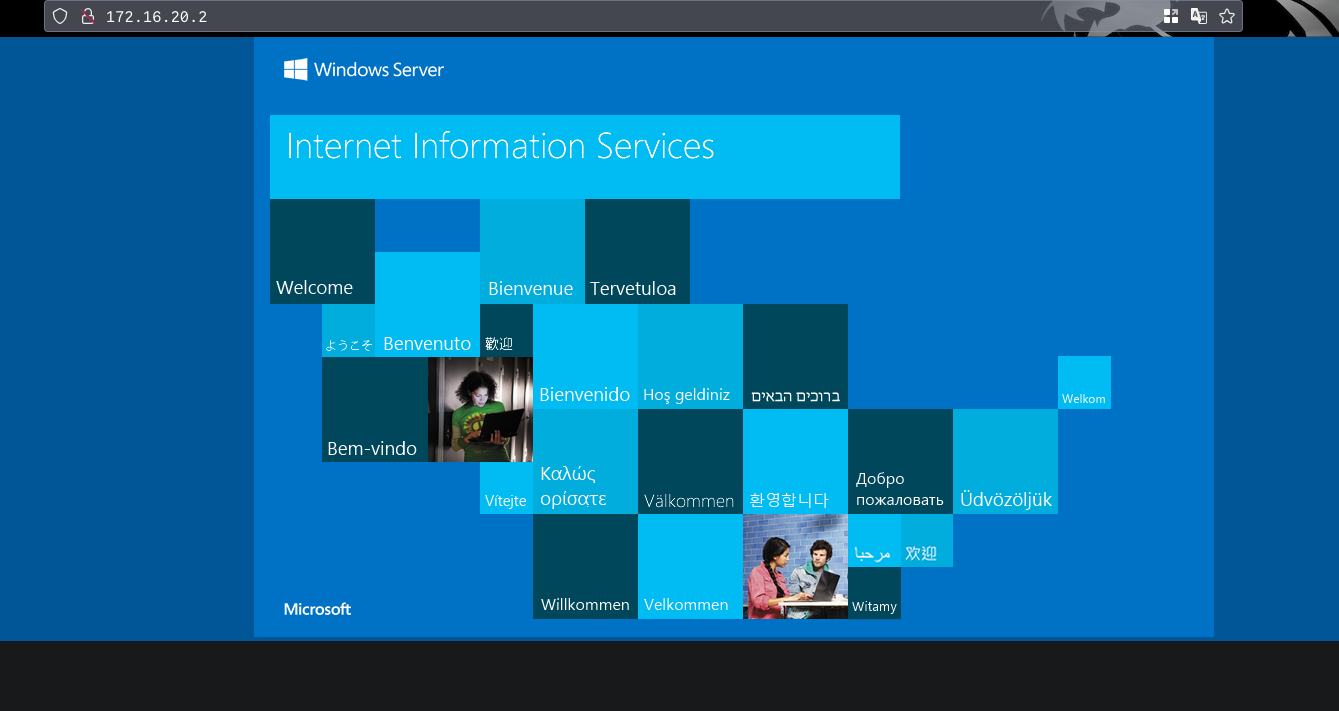 172.16.20.2
Windows Server
Internet Information Services
Welcome
Bienvenue
Tervetuloa
ようこそ
Benvenuto
歡迎
Bienvenido
Hoş geldiniz
ברוכים הבאים
Welkom
Bem-vindo
Vítejte
Καλώς
ορίσατε
Välkommen
환영합니다
Добро
пожаловать
Üdvözöljük
مرحبا
欢迎
Willkommen
Velkommen
Witamy
Microsoft